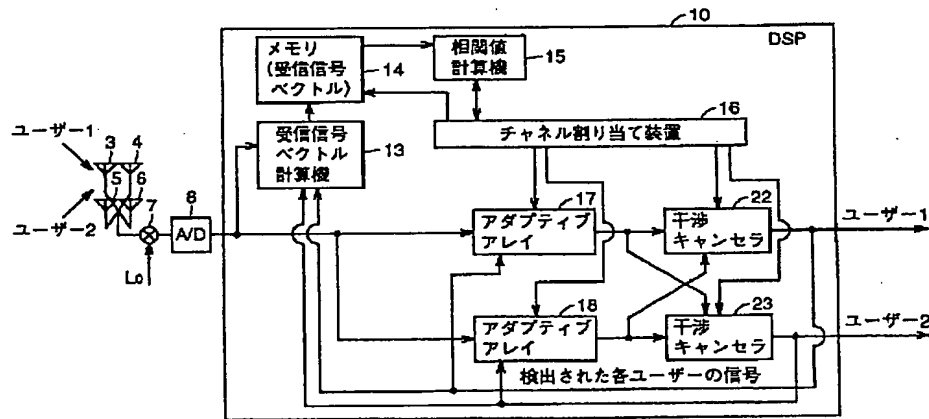 10
DSP
メモリ
(受信信号
ベクトル)
14
相関値
計算機
15
16
チャネル割り当て装置
受信信号
ベクトル
計算機
13
ユーザー1
3
4
5
6
7
8
A/D
ユーザー2
Lo
17
アダプティブ
アレイ
22
干渉
キャンセラ
ユーザー1
18
アダプティブ
アレイ
23
干渉
キャンセラ
ユーザー2
検出された各ユーザーの信号